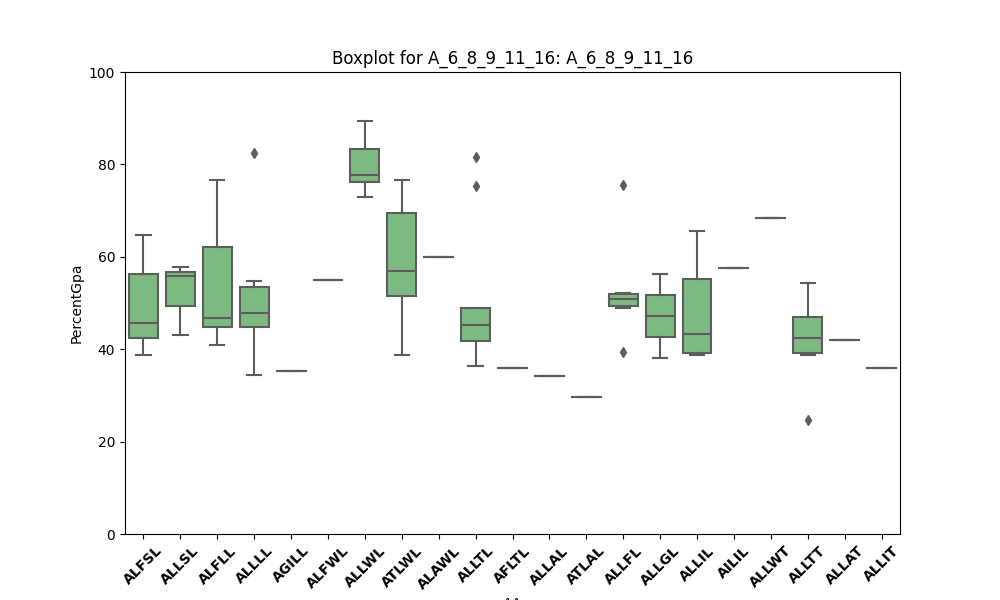 Boxplot for A_6_8_9_11_16: A_6_8_9_11_16
100
80
60
40
20
0
PercentGpa
ALFSL ALLSL ALFLL ALLLL AGILL ALFWL ALLWL ATLWL ALAWL ALLTL AFLTL ALLAL ATLAL ALLFL ALLGL ALLIL AILIL ALLWT ALLTT ALLAT ALLIT